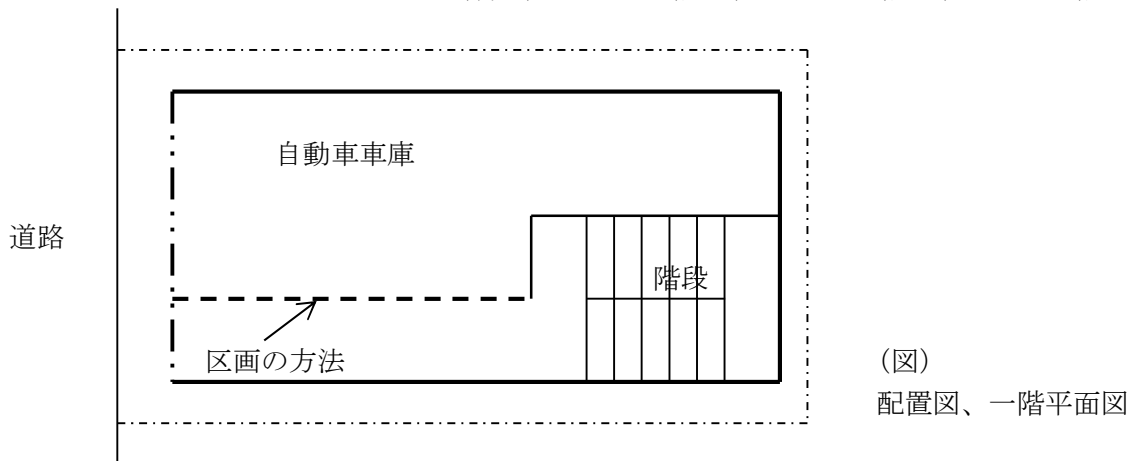 自動車車庫
道路
階段
区画の方法
(図)
配置図、一階平面図